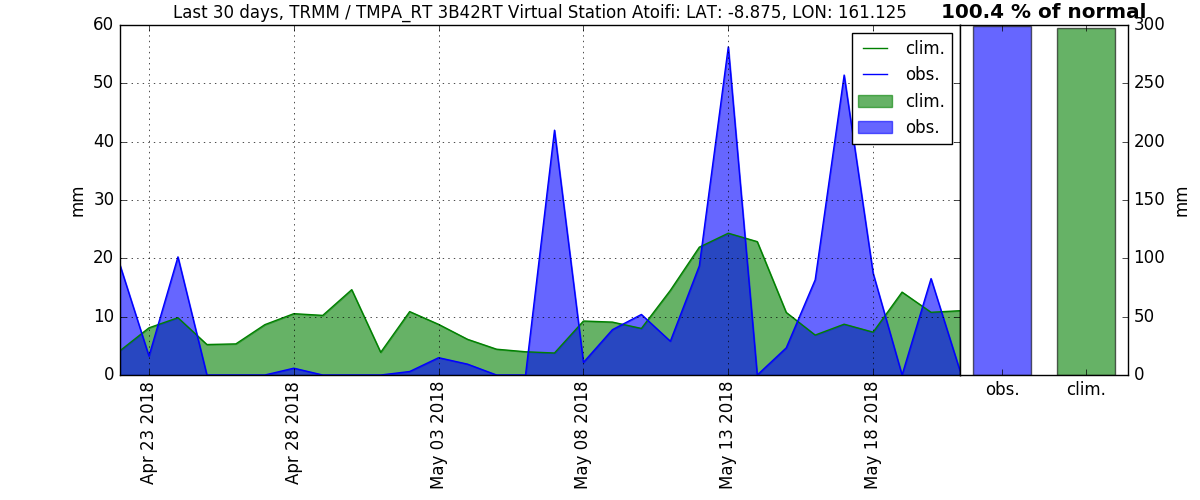 Last 30 days, TRMM / TMPA_RT 3B42RT Virtual Station Atoifi: LAT: -8.875, LON: 161.125
100.4 % of normal
60
50
40
30
20
10
0
mm
clim.
obs.
clim.
obs.
300
250
200
150
100
50
0
mm
Apr 23 2018
Apr 28 2018
May 03 2018
May 08 2018
May 13 2018
May 18 2018
obs.
clim.